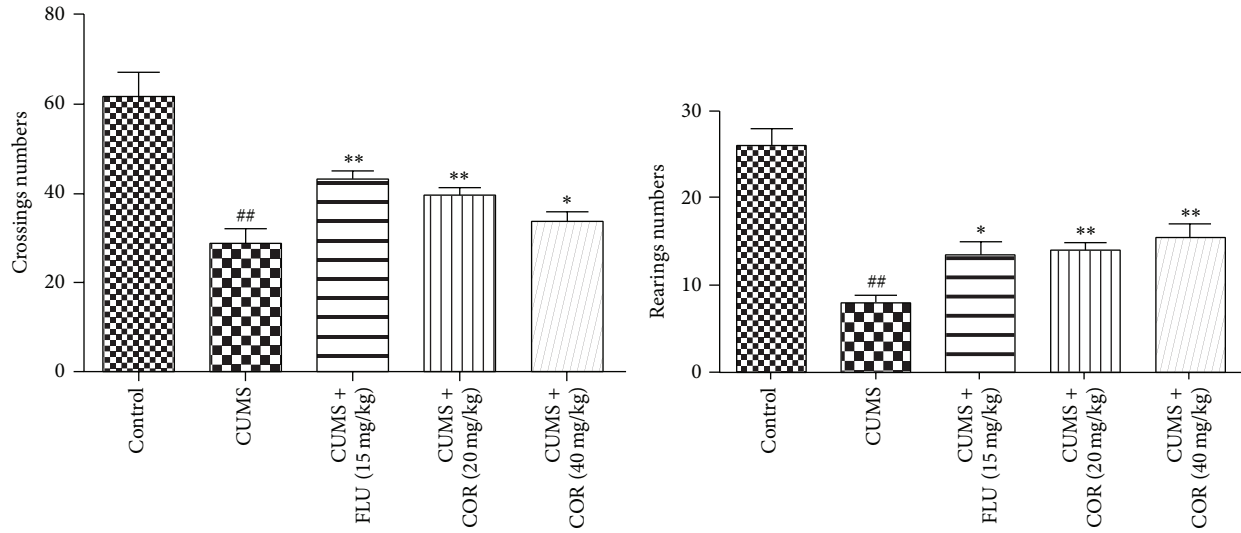 Crossings numbers
80
60
40
20
0
##
**
**
*
Control
CUMS
CUMS +
FLU (15 mg/kg)
CUMS +
COR (20 mg/kg)
CUMS +
COR (40 mg/kg)
Rearings numbers
30
20
10
0
##
*
**
**
Control
CUMS
CUMS +
FLU (15 mg/kg)
CUMS +
COR (20 mg/kg)
CUMS +
COR (40 mg/kg)